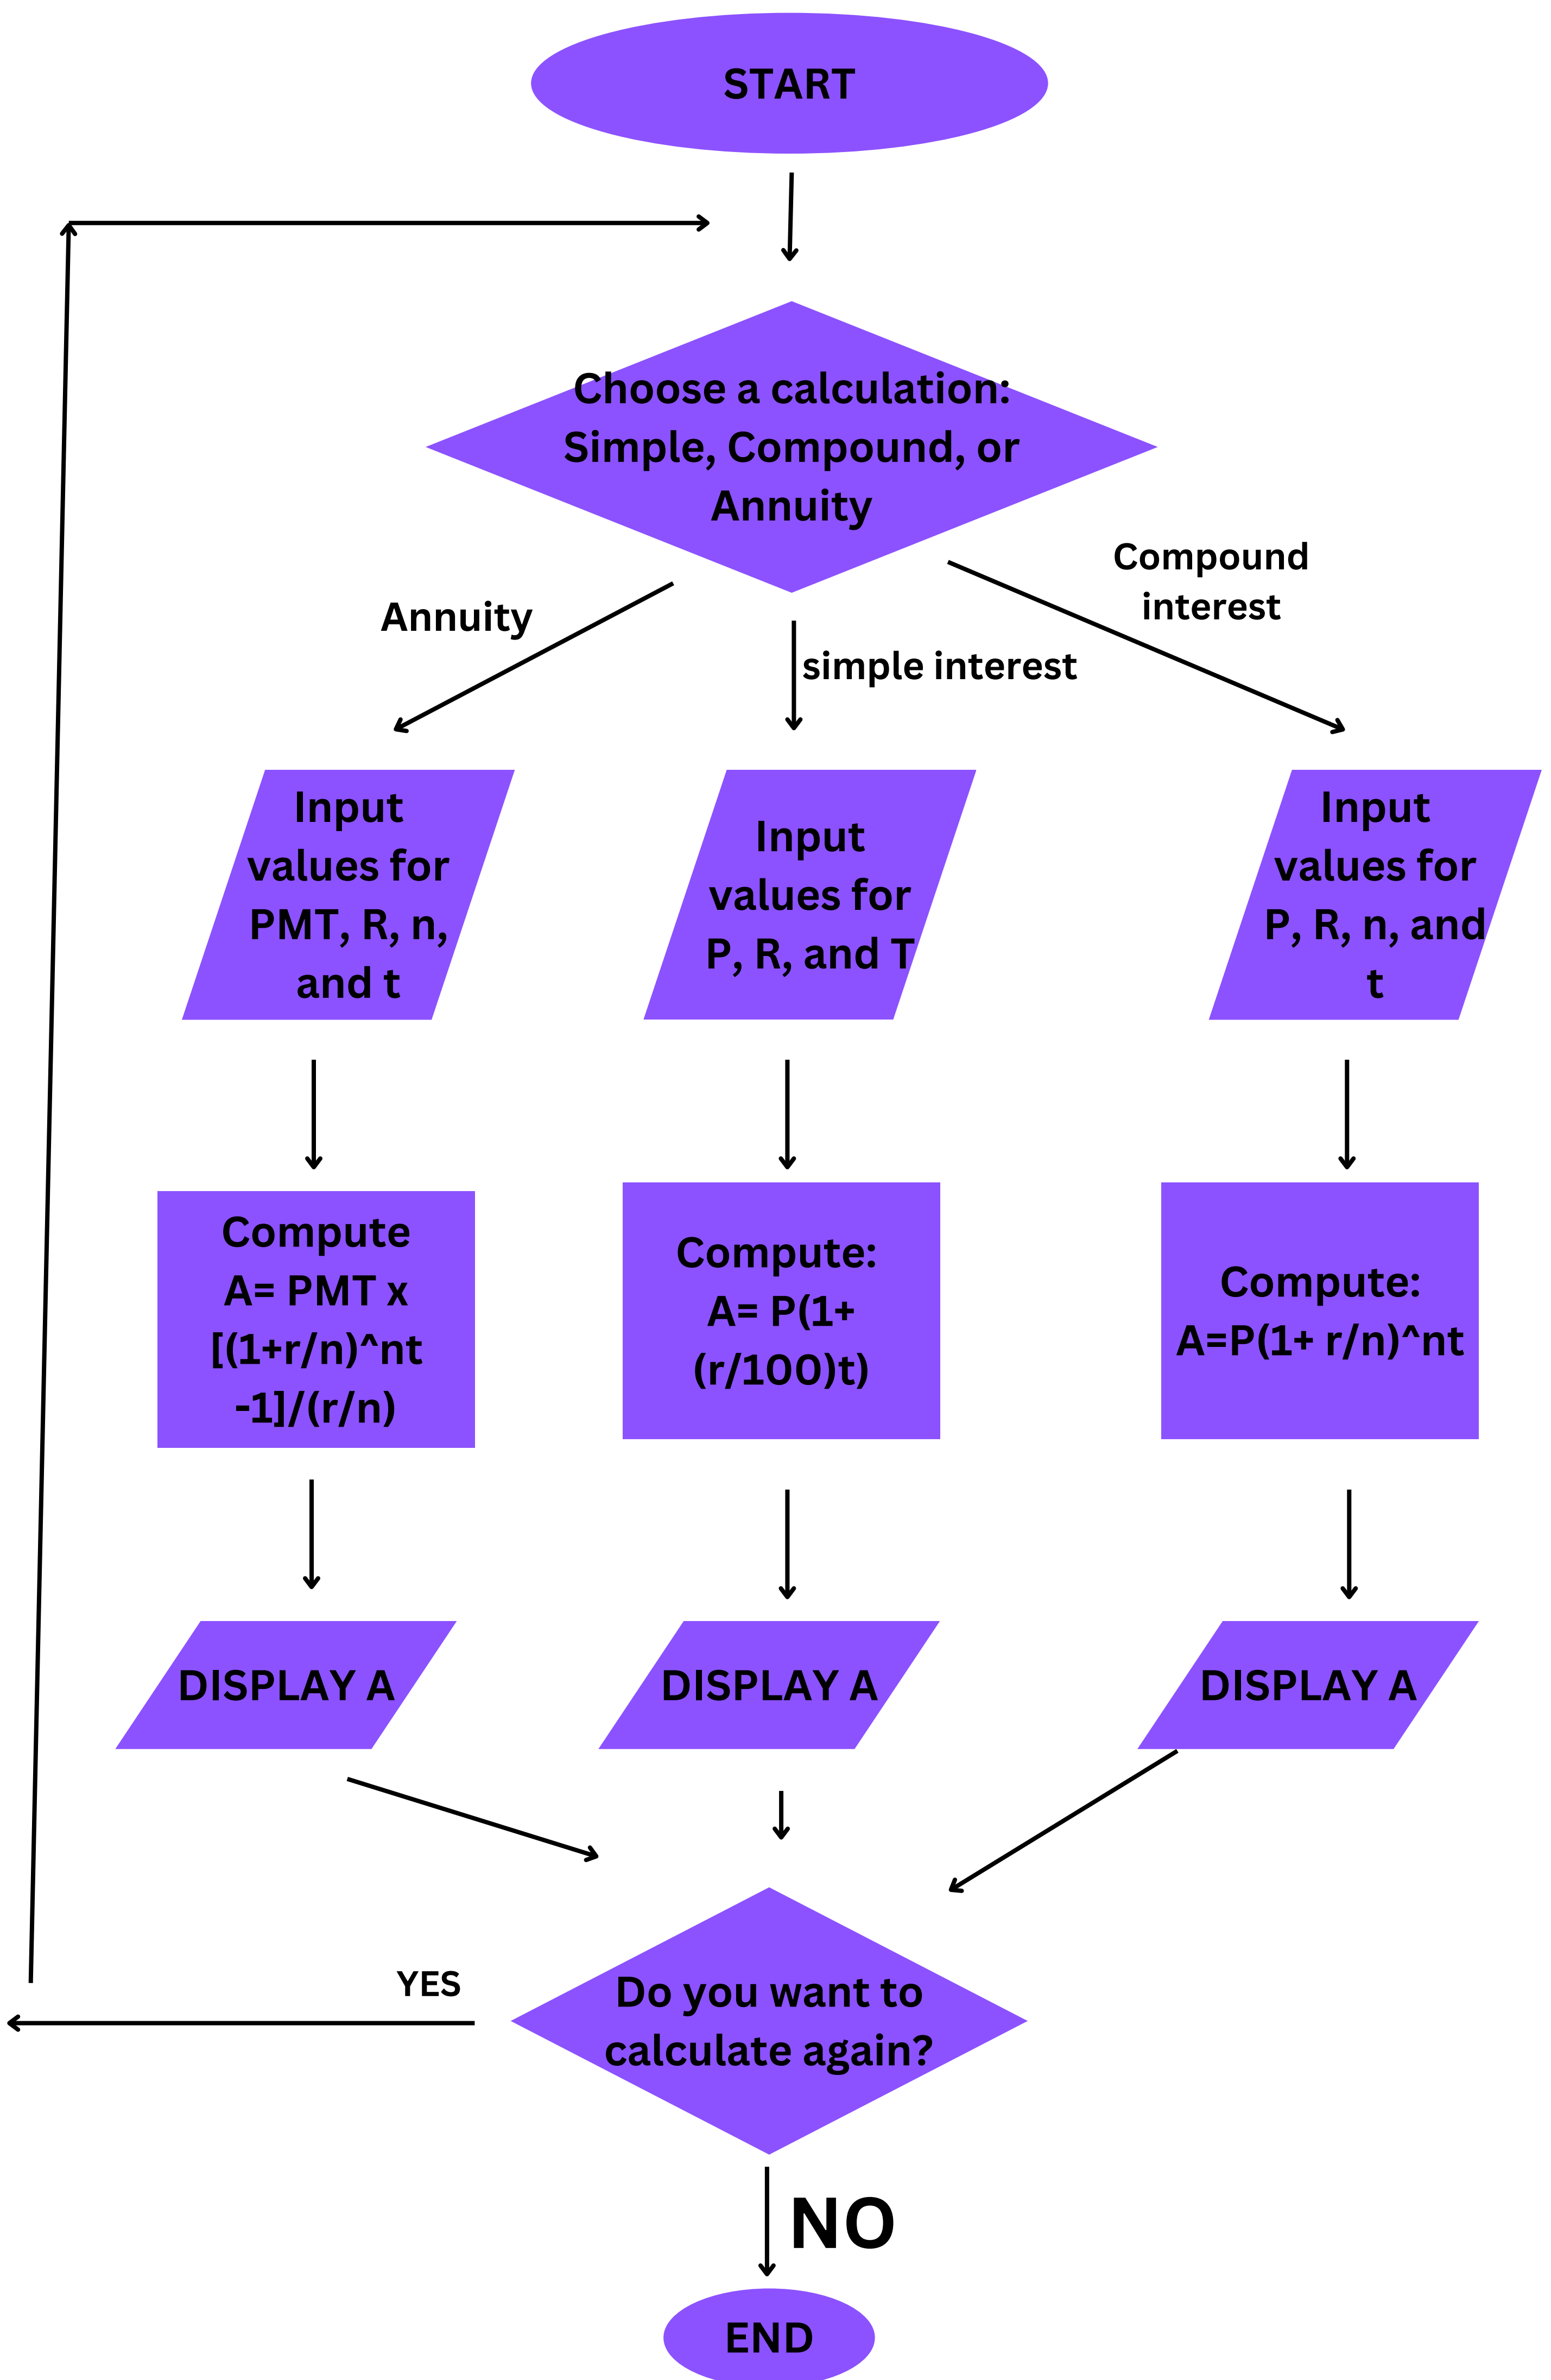 START
Choose a calculation:
Simple, Compound, or
Annuity
Annuity
simple interest
Compound
interest
Input
values for
PMT, R, n,
and t
Input
values for
P, R, and T
Input
values for
P, R, n, and
t
Compute
A= PMT x
[(1+r/n)^nt
-1]/(r/n)
Compute:
A= P(1+
(r/100)t)
Compute:
A=P(1+ r/n)^nt
DISPLAY A
DISPLAY A
DISPLAY A
Do you want to
calculate again?
YES
NO
END